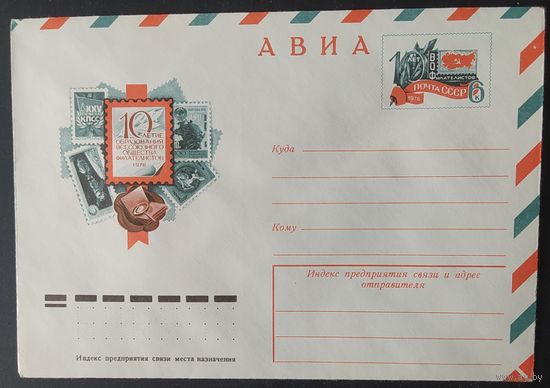 АВИА
10 ЛЕТ
ВОФ
ФИЛАТЕЛИСТОВ
ПОЧТА СССР
1976
6
к
XXV
КПСС
10-ЛЕТИЕ
ОБРАЗОВАНИЯ
ВСЕСОЮЗНОГО
ОБЩЕСТВА
ФИЛАТЕЛИСТОВ
1976
Куда
Кому
Индекс предприятия связи и адрес
отправителя
Индекс предприятия связи места назначения